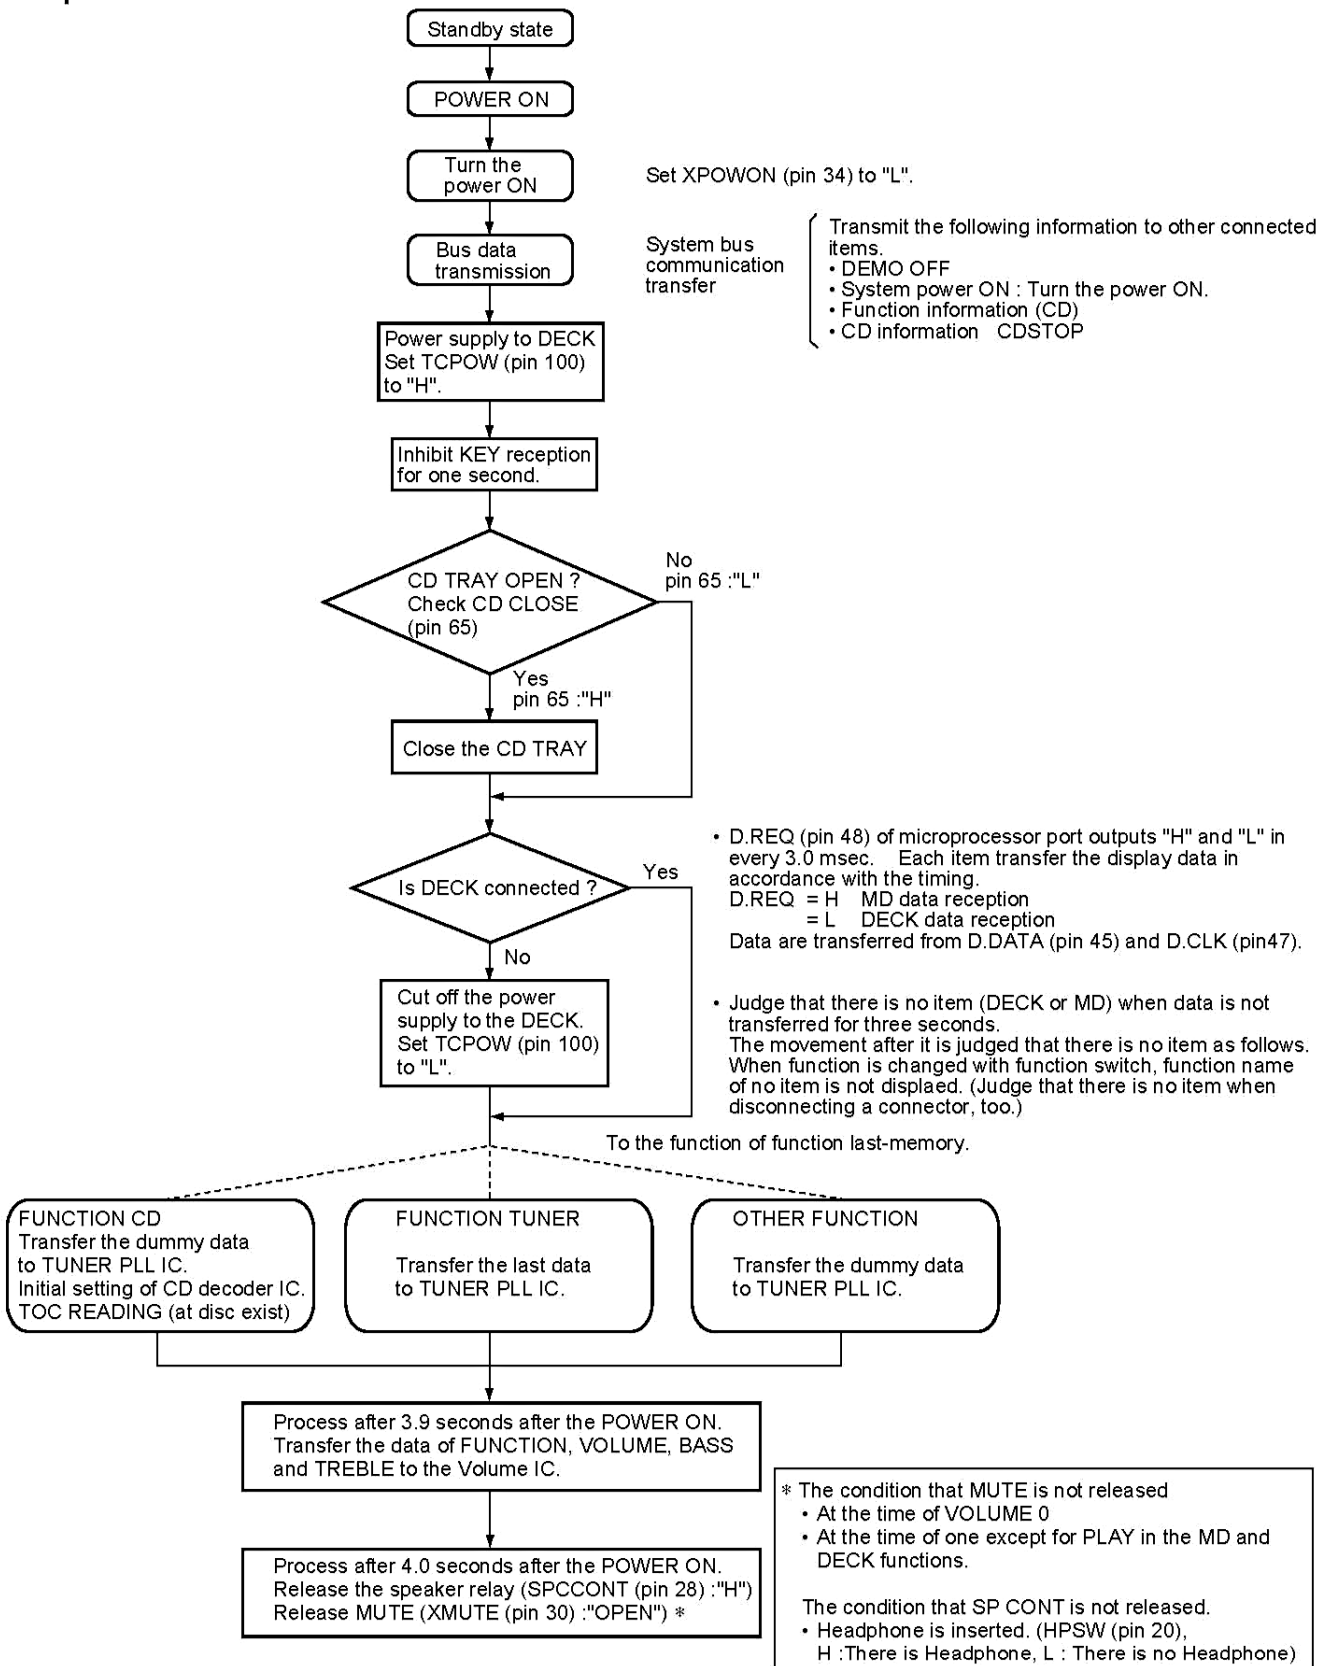 Standby state
POWER ON
Turn the
power ON
Set XPOWON (pin 34) to "L".
Bus data
transmission
System bus
communication
transfer
Transmit the following information to other connected
items.
• DEMO OFF
• System power ON : Turn the power ON.
• Function information (CD)
• CD information CDSTOP
Power supply to DECK
Set TCPOW (pin 100)
to "H".
Inhibit KEY reception
for one second.
CD TRAY OPEN ?
Check CD CLOSE
(pin 65)
No
pin 65 :"L"
Yes
pin 65 :"H"
Close the CD TRAY
Is DECK connected ?
Yes
No
• D.REQ (pin 48) of microprocessor port outputs "H" and "L" in
every 3.0 msec. Each item transfer the display data in
accordance with the timing.
D.REQ = H MD data reception
= L DECK data reception
Data are transferred from D.DATA (pin 45) and D.CLK (pin47).
Cut off the power
supply to the DECK.
Set TCPOW (pin 100)
to "L".
• Judge that there is no item (DECK or MD) when data is not
transferred for three seconds.
The movement after it is judged that there is no item as follows.
When function is changed with function switch, function name
of no item is not displaed. (Judge that there is no item when
disconnecting a connector, too.)
To the function of function last-memory.
FUNCTION CD
Transfer the dummy data
to TUNER PLL IC.
Initial setting of CD decoder IC.
TOC READING (at disc exist)
FUNCTION TUNER
Transfer the last data
to TUNER PLL IC.
OTHER FUNCTION
Transfer the dummy data
to TUNER PLL IC.
Process after 3.9 seconds after the POWER ON.
Transfer the data of FUNCTION, VOLUME, BASS
and TREBLE to the Volume IC.
Process after 4.0 seconds after the POWER ON.
Release the speaker relay (SPCCONT (pin 28) :"H")
Release MUTE (XMUTE (pin 30) :"OPEN") *
* The condition that MUTE is not released
• At the time of VOLUME 0
• At the time of one except for PLAY in the MD and
DECK functions.
The condition that SP CONT is not released.
• Headphone is inserted. (HPSW (pin 20),
H :There is Headphone, L : There is no Headphone)